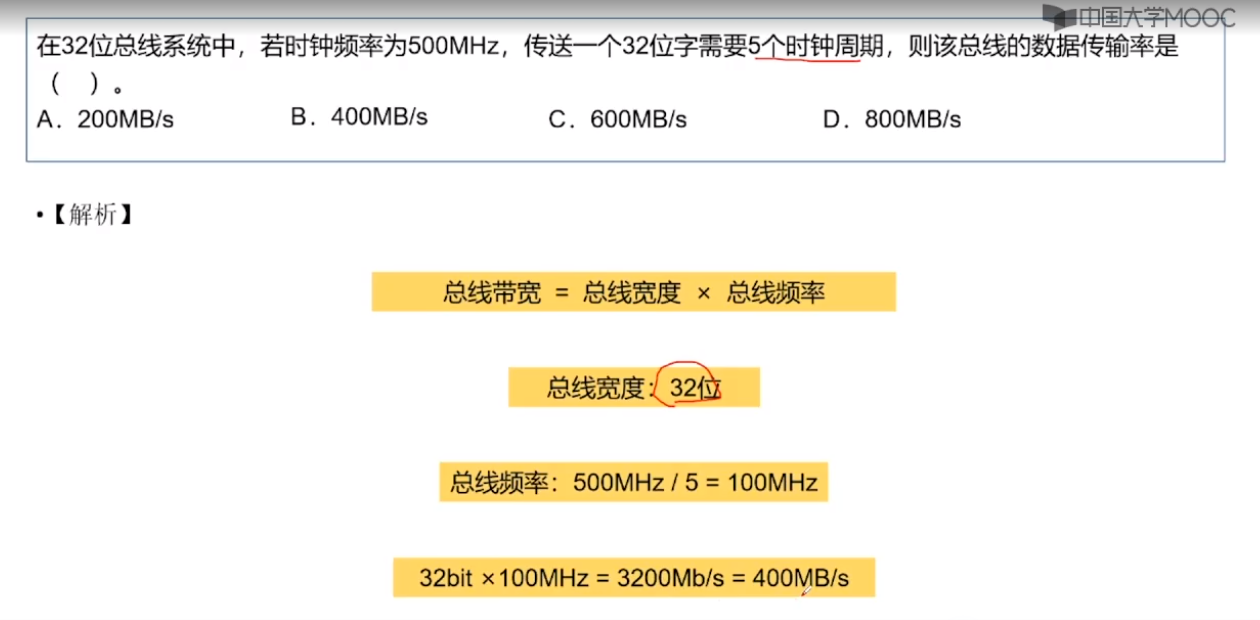 中国大学MOOC
在32位总线系统中，若时钟频率为500MHz，传送一个32位字需要5个时钟周期，则该总线的数据传输率是
（　）。
A．200MB/s B．400MB/s C．600MB/s D．800MB/s
•【解析】
总线带宽 = 总线宽度 × 总线频率
总线宽度：32位
总线频率：500MHz / 5 = 100MHz
32bit ×100MHz = 3200Mb/s = 400MB/s